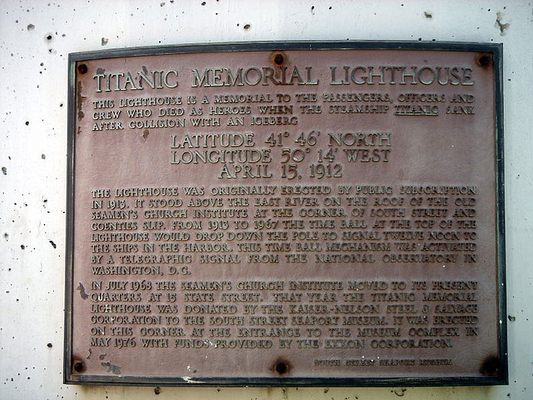 TITANIC MEMORIAL LIGHTHOUSE
THIS LIGHTHOUSE IS A MEMORIAL TO THE PASSENGERS, OFFICERS AND
CREW WHO DIED AS HEROES WHEN THE STEAMSHIP TITANIC SANK
AFTER COLLISION WITH AN ICEBERG
LATITUDE 41° 46' NORTH
LONGITUDE 50° 14' WEST
APRIL 15, 1912
THE LIGHTHOUSE WAS ORIGINALLY ERECTED BY PUBLIC SUBSCRIPTION
IN 1913. IT STOOD ABOVE THE EAST RIVER ON THE ROOF OF THE OLD
SEAMEN'S CHURCH INSTITUTE AT THE CORNER OF SOUTH STREET AND
COENTIES SLIP. FROM 1913 TO 1967 THE TIME BALL AT THE TOP OF THE
LIGHTHOUSE WOULD DROP DOWN THE POLE TO SIGNAL TWELVE NOON TO
THE SHIPS IN THE HARBOR. THIS TIME BALL MECHANISM WAS ACTIVATED
BY A TELEGRAPHIC SIGNAL FROM THE NATIONAL OBSERVATORY IN
WASHINGTON, D.C.
IN JULY 1968 THE SEAMEN'S CHURCH INSTITUTE MOVED TO ITS PRESENT
QUARTERS AT 15 STATE STREET. THAT YEAR THE TITANIC MEMORIAL
LIGHTHOUSE WAS DONATED BY THE KAISER-NELSON STEEL & SALVAGE
CORPORATION TO THE SOUTH STREET SEAPORT MUSEUM. IT WAS ERECTED
ON THIS CORNER AT THE ENTRANCE TO THE MUSEUM COMPLEX IN
MAY 1976 WITH FUNDS PROVIDED BY THE EXXON CORPORATION.
SOUTH STREET SEAPORT MUSEUM